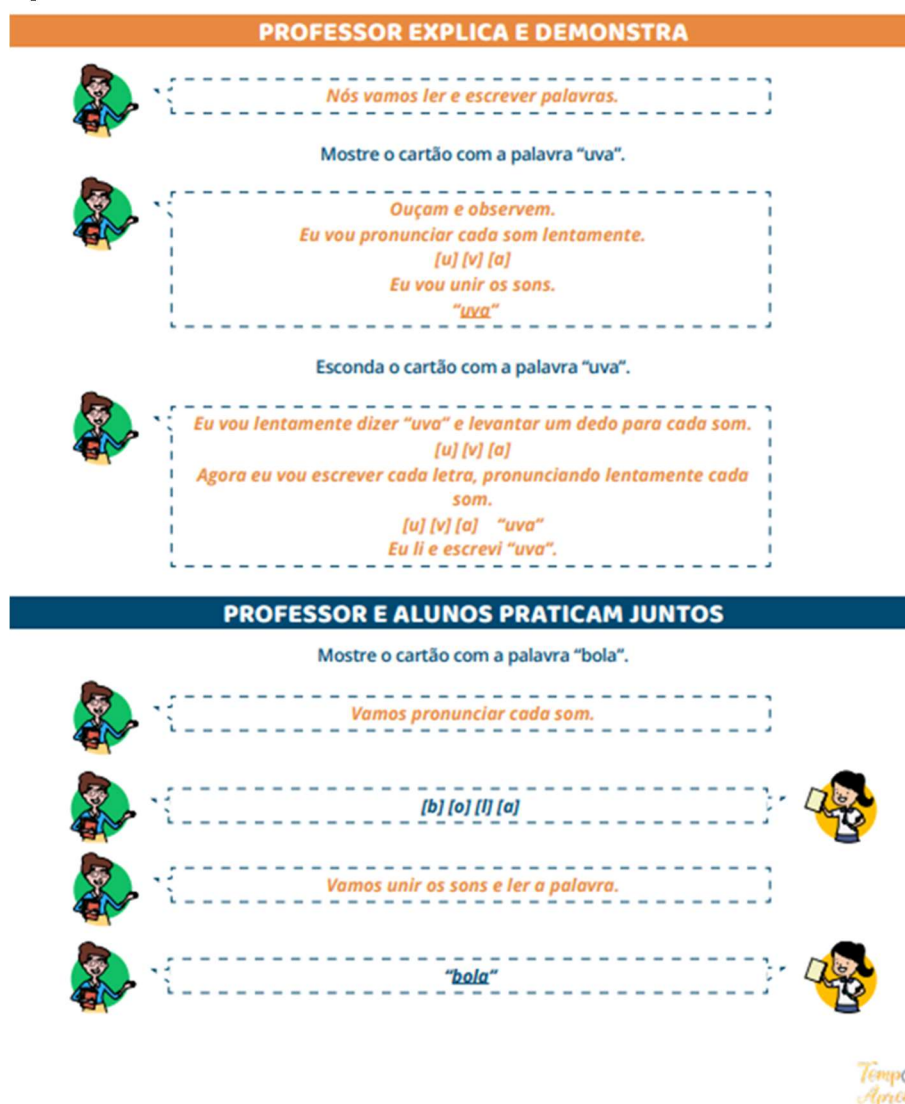 PROFESSOR EXPLICA E DEMONSTRA
Nós vamos ler e escrever palavras.
Mostre o cartão com a palavra “uva”.
Ouçam e observem.
Eu vou pronunciar cada som lentamente.
[u] [v] [a]
Eu vou unir os sons.
“uva”
Esconda o cartão com a palavra “uva”.
Eu vou lentamente dizer “uva” e levantar um dedo para cada som.
[u] [v] [a]
Agora eu vou escrever cada letra, pronunciando lentamente cada
som.
[u] [v] [a] “uva”
Eu li e escrevi “uva”.
PROFESSOR E ALUNOS PRATICAM JUNTOS
Mostre o cartão com a palavra “bola”.
Vamos pronunciar cada som.
[b] [o] [l] [a]
Vamos unir os sons e ler a palavra.
“bola”